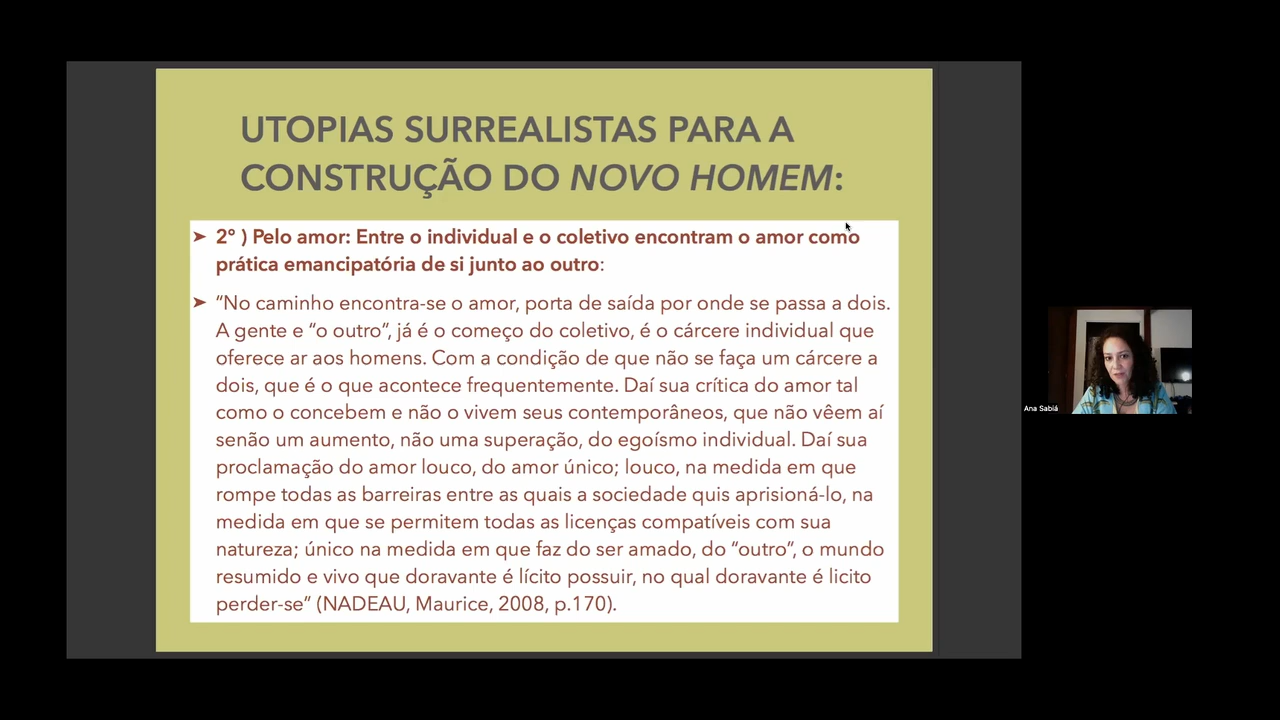 UTOPIAS SURREALISTAS PARA A
CONSTRUÇÃO DO NOVO HOMEM:
➤ 2º ) Pelo amor: Entre o individual e o coletivo encontram o amor como
prática emancipatória de si junto ao outro:
➤ “No caminho encontra-se o amor, porta de saída por onde se passa a dois.
A gente e “o outro”, já é o começo do coletivo, é o cárcere individual que
oferece ar aos homens. Com a condição de que não se faça um cárcere a
dois, que é o que acontece frequentemente. Daí sua crítica do amor tal
como o concebem e não o vivem seus contemporâneos, que não vêem aí
senão um aumento, não uma superação, do egoísmo individual. Daí sua
proclamação do amor louco, do amor único; louco, na medida em que
rompe todas as barreiras entre as quais a sociedade quis aprisioná-lo, na
medida em que se permitem todas as licenças compatíveis com sua
natureza; único na medida em que faz do ser amado, do “outro”, o mundo
resumido e vivo que doravante é lícito possuir, no qual doravante é licito
perder-se” (NADEAU, Maurice, 2008, p.170).
Ana Sabiá